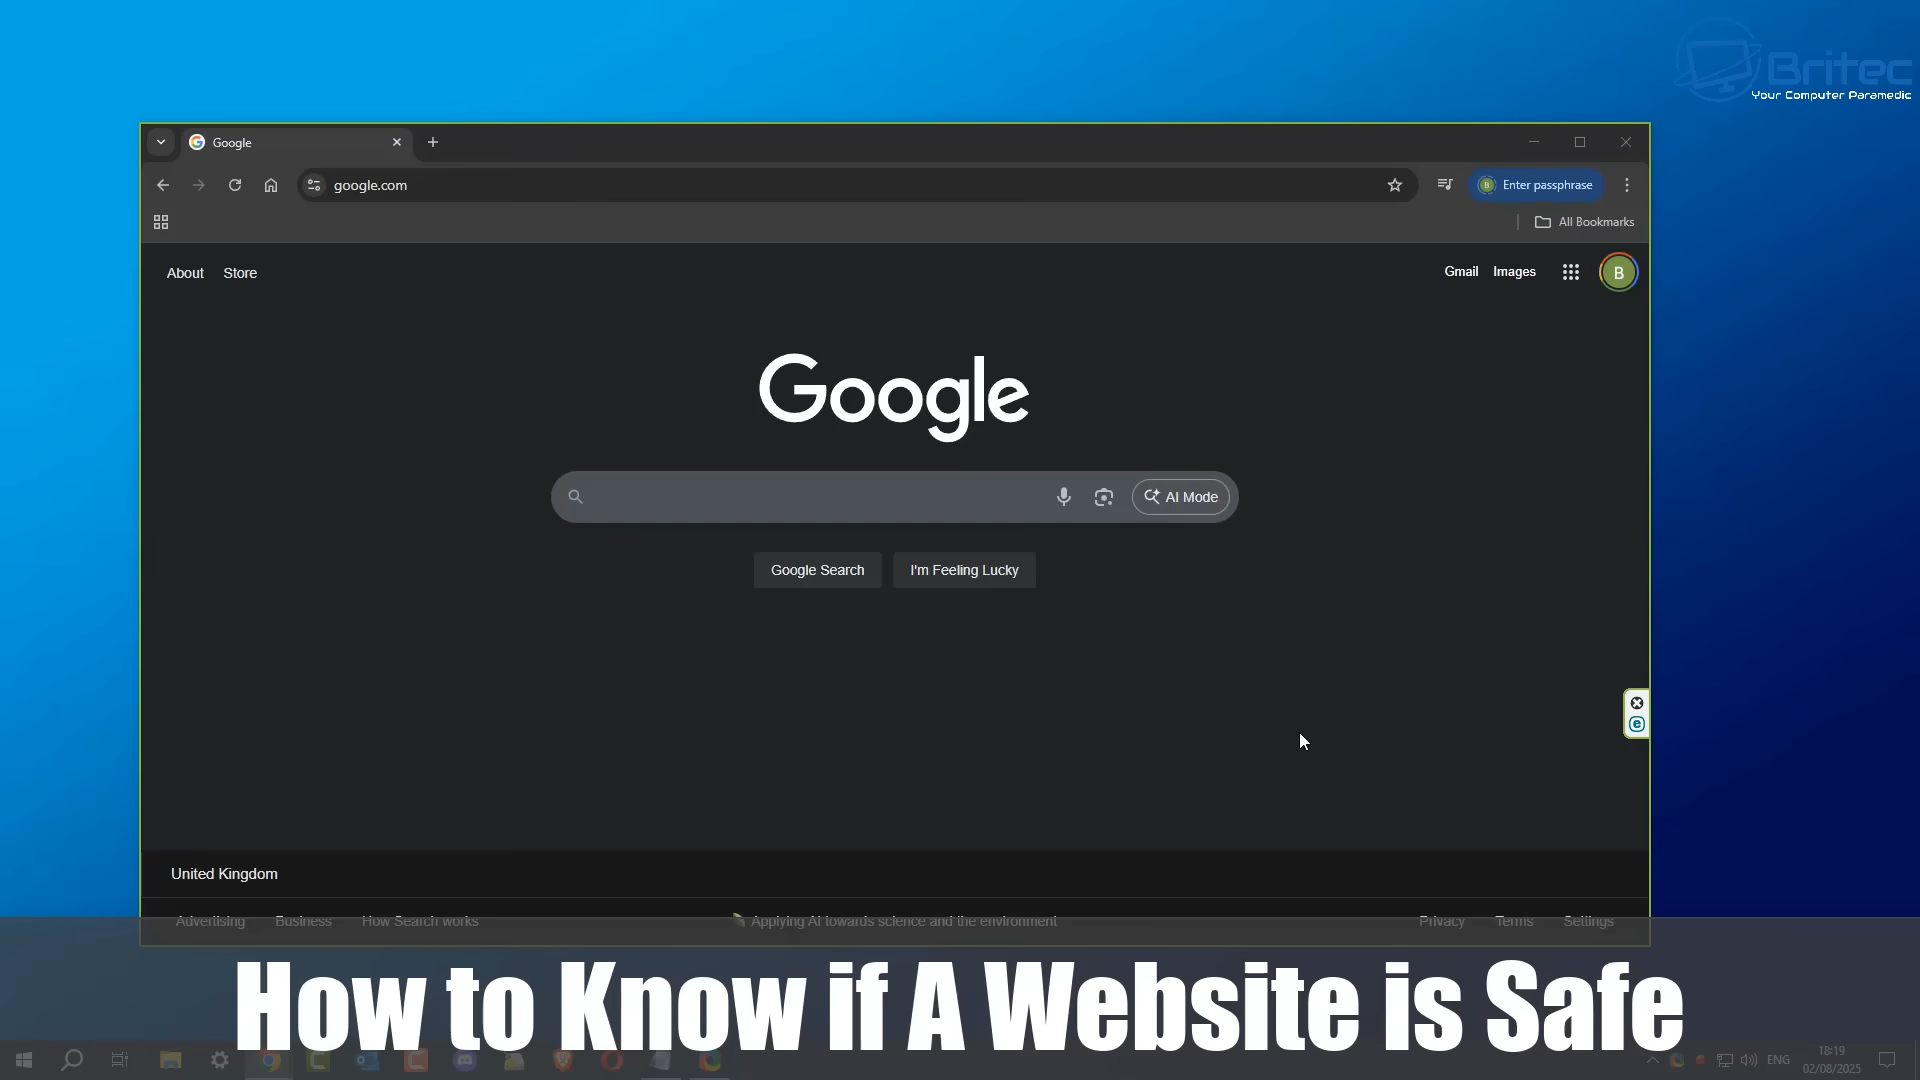 Britec
Your Computer Paramedic
Google
google.com
Enter passphrase
All Bookmarks
About Store
Gmail Images
B
Google
AI Mode
Google Search I'm Feeling Lucky
United Kingdom
Advertising Business How Search works Applying AI towards science and the environment Privacy Terms Settings
How to Know if A Website is Safe
ENG
18:19
02/08/2025